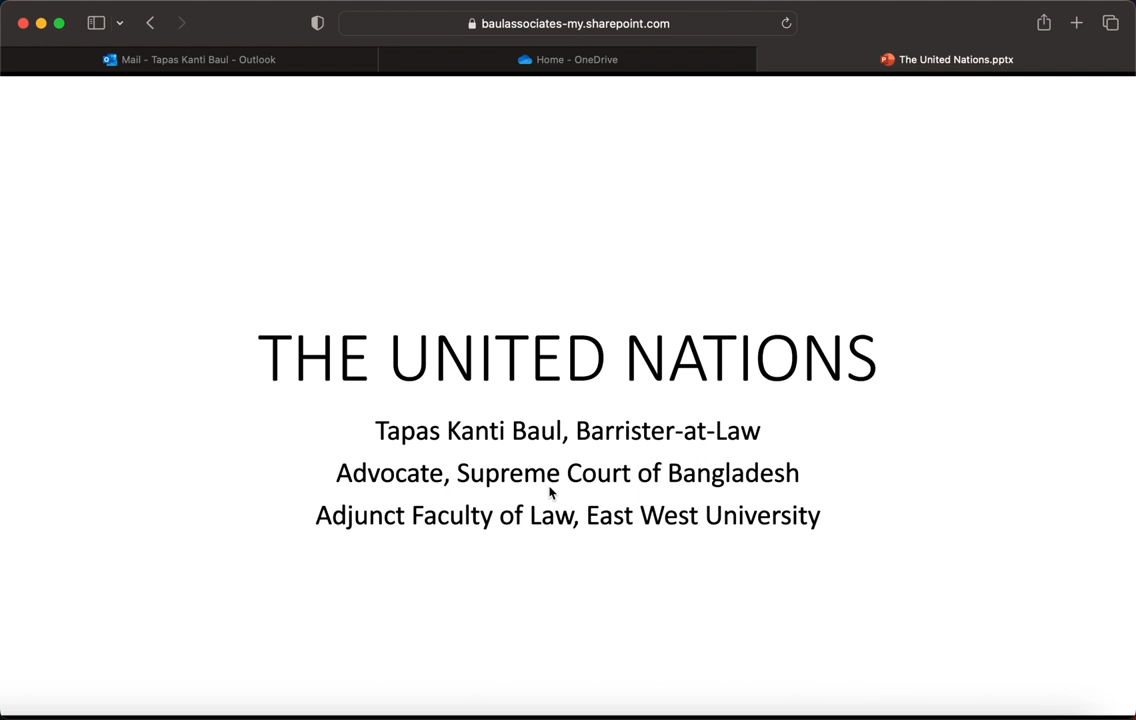 baulassociates-my.sharepoint.com
Mail - Tapas Kanti Baul - Outlook
Home - OneDrive
The United Nations.pptx
THE UNITED NATIONS
Tapas Kanti Baul, Barrister-at-Law
Advocate, Supreme Court of Bangladesh
Adjunct Faculty of Law, East West University